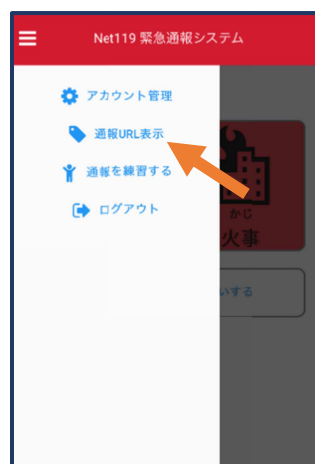 Net119 緊急通報システム
アカウント管理
通報URL表示
通報を練習する
ログアウト
かじ
火事
いする